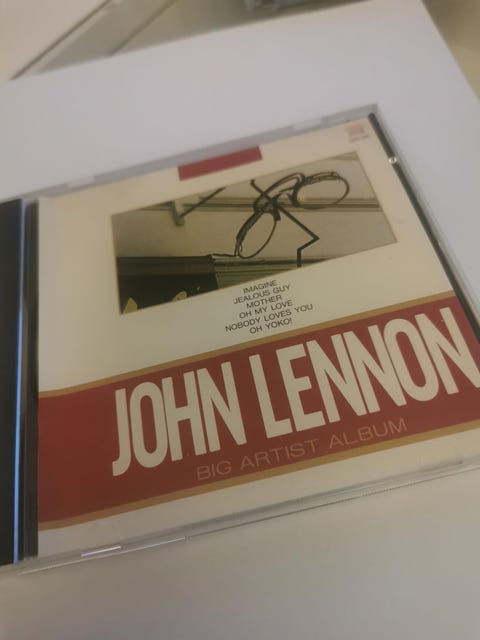 IMAGINE
JEALOUS GUY
MOTHER
OH MY LOVE
NOBODY LOVES YOU
OH YOKO!
JOHN LENNON
BIG ARTIST ALBUM